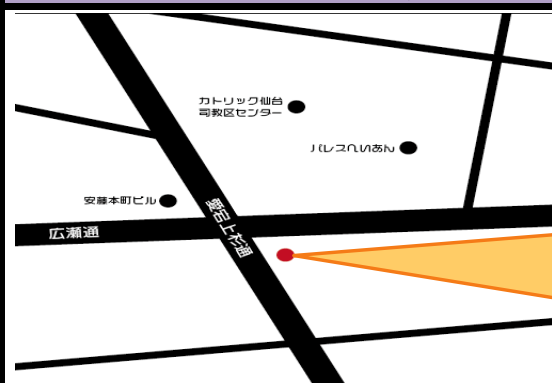 カトリック仙台
司教区センター
パレスへいあん
安藤本町ビル
愛宕上杉通
広瀬通